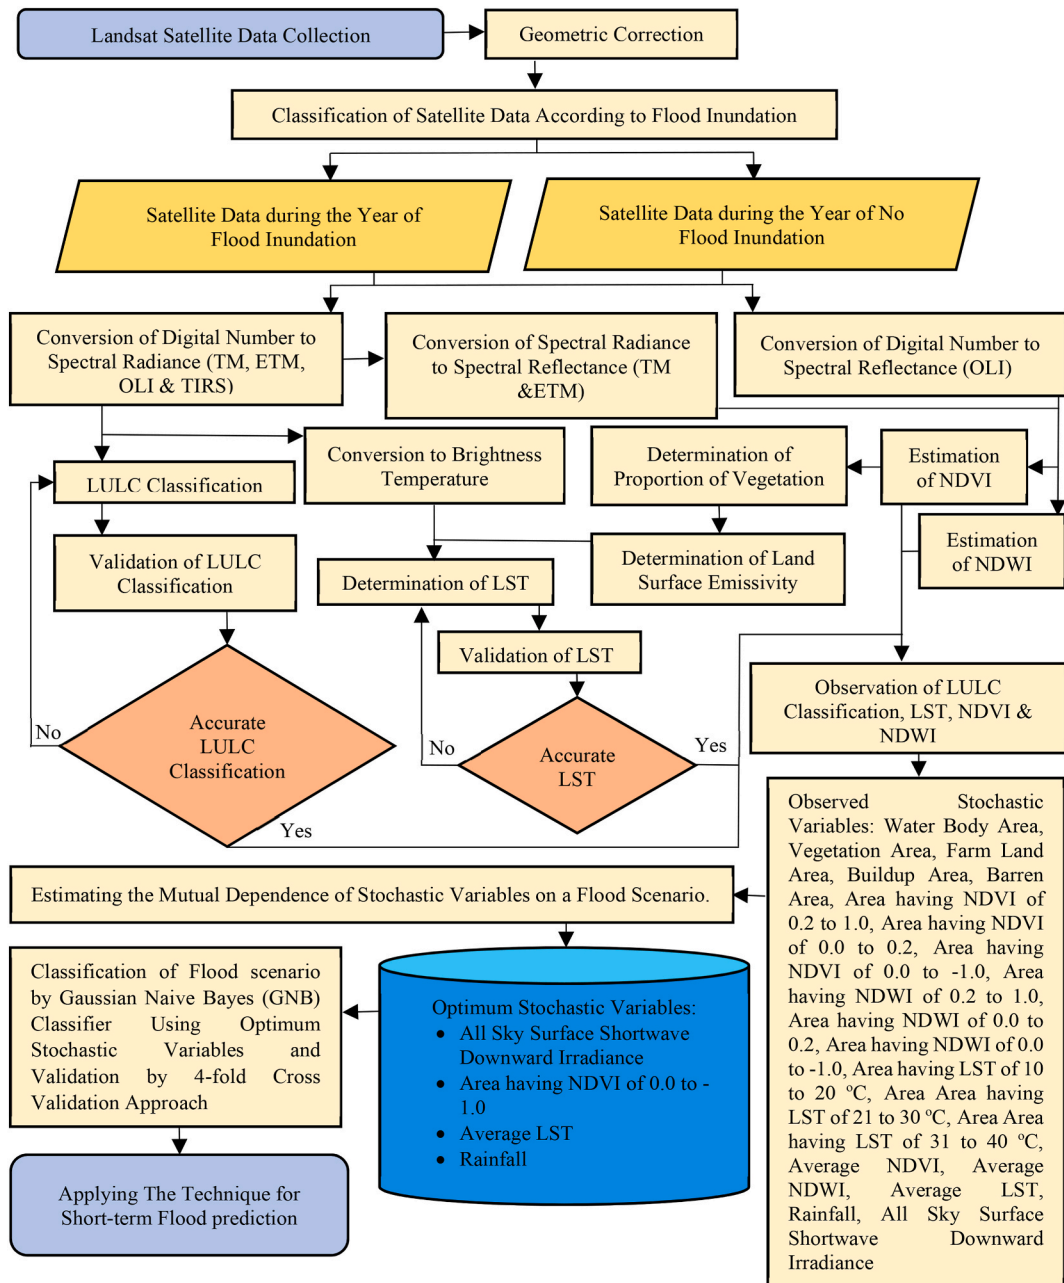 Landsat Satellite Data Collection
Geometric Correction
Classification of Satellite Data According to Flood Inundation
Satellite Data during the Year of
Flood Inundation
Satellite Data during the Year of No
Flood Inundation
Conversion of Digital Number to
Spectral Radiance (TM, ETM,
OLI & TIRS)
Conversion of Spectral Radiance
to Spectral Reflectance (TM
&ETM)
Conversion of Digital Number to
Spectral Reflectance (OLI)
LULC Classification
Conversion to Brightness
Temperature
Determination of
Proportion of Vegetation
Estimation
of NDVI
Estimation
of NDWI
Validation of LULC
Classification
Determination of LST
Determination of Land
Surface Emissivity
Validation of LST
Observation of LULC
Classification, LST, NDVI &
NDWI
No
Accurate
LULC
Classification
Yes
No
Accurate
LST
Yes
Observed Stochastic
Variables: Water Body Area,
Vegetation Area, Farm Land
Area, Buildup Area, Barren
Area, Area having NDVI of
0.2 to 1.0, Area having NDVI
of 0.0 to 0.2, Area having
NDVI of 0.0 to -1.0, Area
having NDWI of 0.2 to 1.0,
Area having NDWI of 0.0 to
0.2, Area having NDWI of 0.0
to -1.0, Area having LST of 10
to 20 ºC, Area Area having
LST of 21 to 30 ºC, Area Area
having LST of 31 to 40 ºC,
Average NDVI, Average
NDWI, Average LST,
Rainfall, All Sky Surface
Shortwave Downward
Irradiance
Estimating the Mutual Dependence of Stochastic Variables on a Flood Scenario.
Optimum Stochastic Variables:
• All Sky Surface Shortwave
Downward Irradiance
• Area having NDVI of 0.0 to -
1.0
• Average LST
• Rainfall
Classification of Flood scenario
by Gaussian Naive Bayes (GNB)
Classifier Using Optimum
Stochastic Variables and
Validation by 4-fold Cross
Validation Approach
Applying The Technique for
Short-term Flood prediction